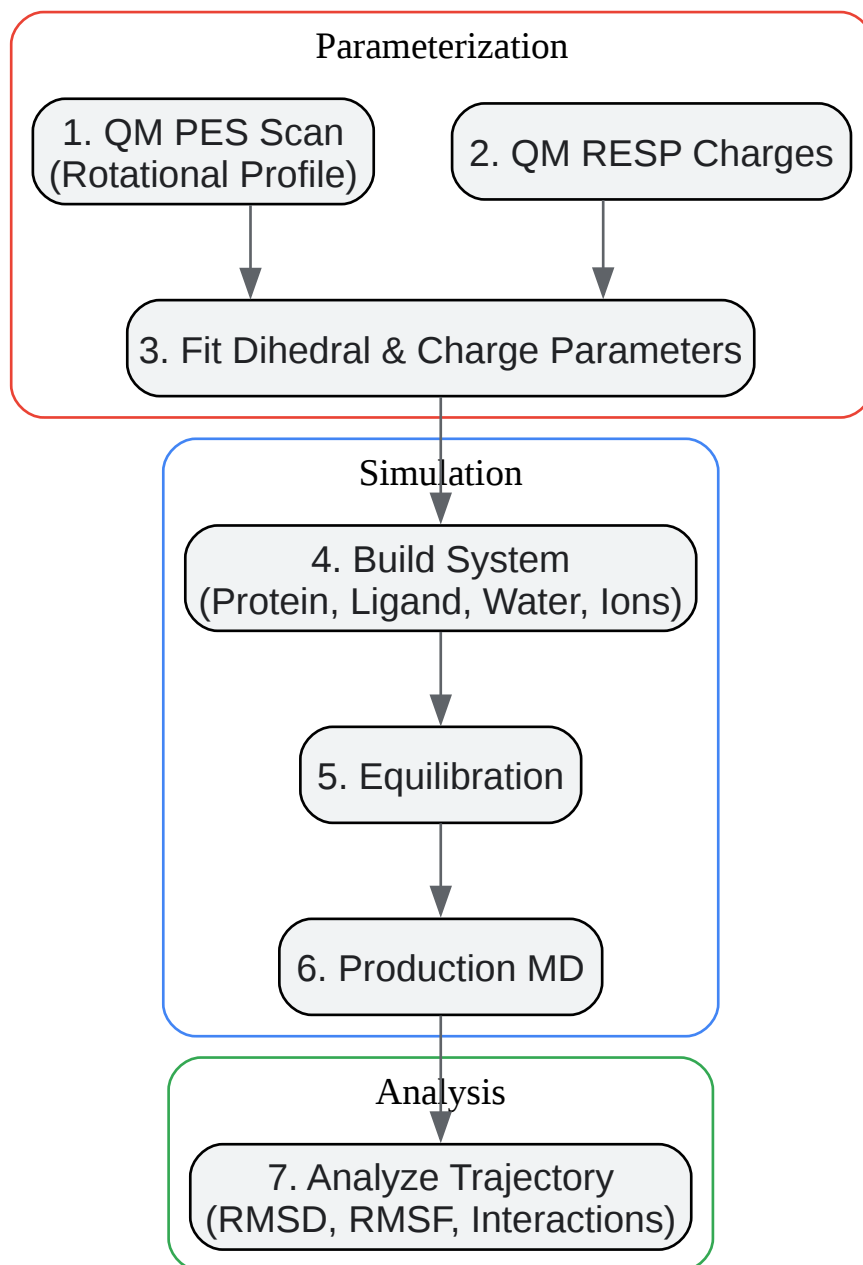 Parameterization
1. QM PES Scan
(Rotational Profile)
2. QM RESP Charges
3. Fit Dihedral & Charge Parameters
Simulation
4. Build System
(Protein, Ligand, Water, Ions)
5. Equilibration
6. Production MD
Analysis
7. Analyze Trajectory
(RMSD, RMSF, Interactions)